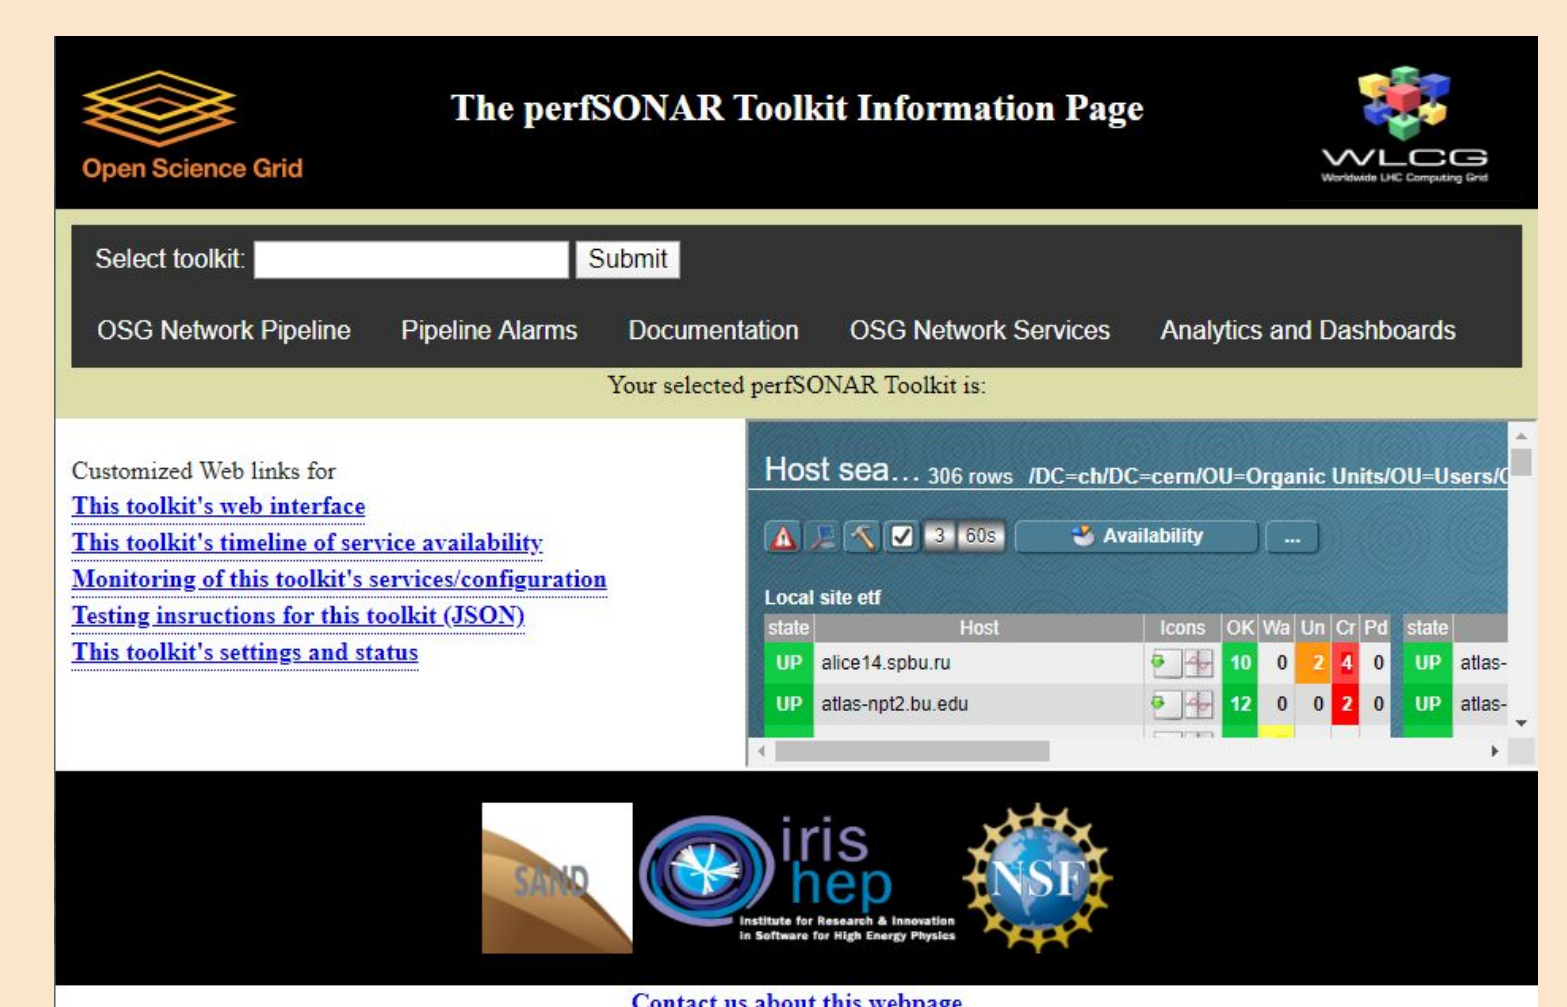 The perfSONAR Toolkit Information Page
Open Science Grid
WLCG
Worldwide LHC Computing Grid
Select toolkit: Submit
OSG Network Pipeline Pipeline Alarms Documentation OSG Network Services Analytics and Dashboards
Your selected perfSONAR Toolkit is:
Customized Web links for
This toolkit's web interface
This toolkit's timeline of service availability
Monitoring of this toolkit's services/configuration
Testing insructions for this toolkit (JSON)
This toolkit's settings and status
Host sea... 306 rows /DC=ch/DC=cern/OU=Organic Units/OU=Users/
3 60s Availability ...
Local site etf
state Host Icons OK Wa Un Cr Pd state
UP alice14.spbu.ru 10 0 2 4 0 UP atlas-
UP atlas-npt2.bu.edu 12 0 0 2 0 UP atlas-
SAND
iris
hep
Institute for Research & Innovation
in Software for High Energy Physics
NSF
Contact us about this webpage